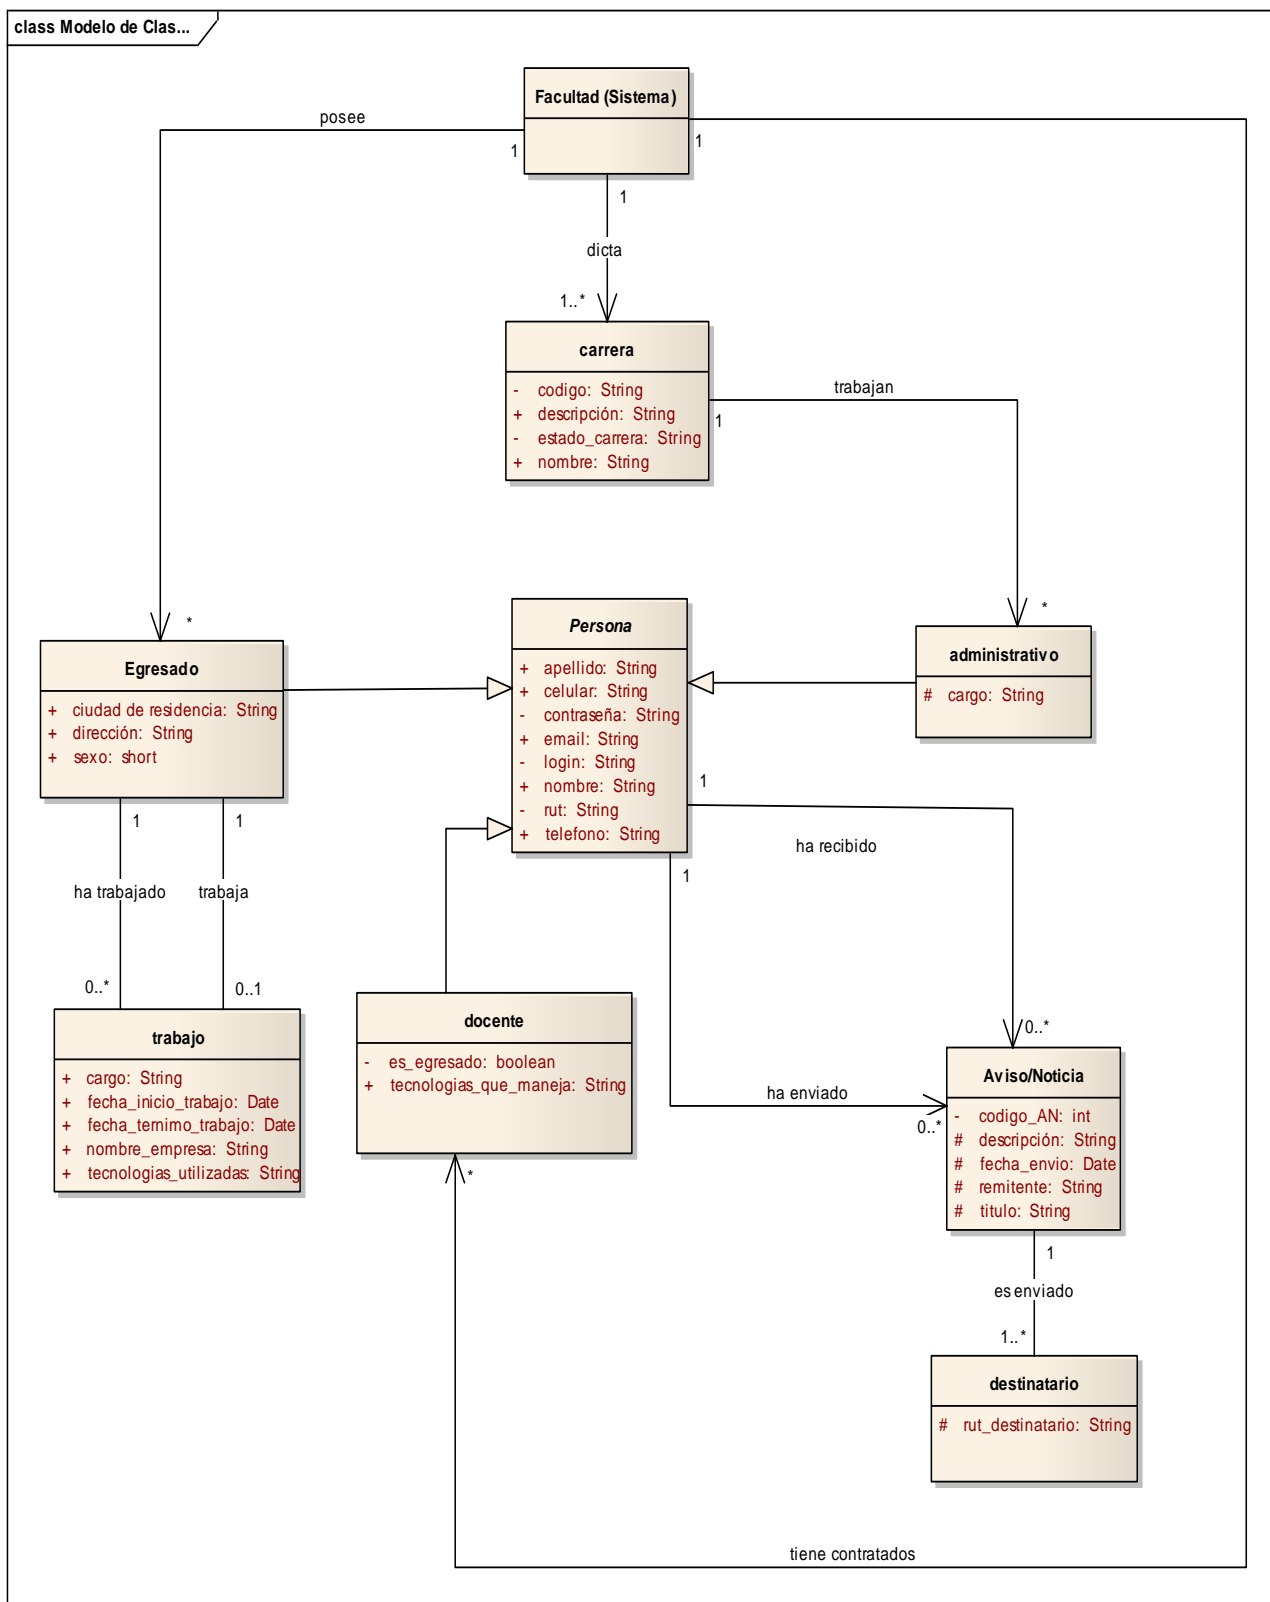 class Modelo de Clas...
Facultad (Sistema)
posee
1
1
1
dicta
1..*
carrera
- codigo: String
+ descripción: String
- estado_carrera: String
+ nombre: String
trabajan
1
*
*
Egresado
+ ciudad de residencia: String
+ dirección: String
+ sexo: short
Persona
+ apellido: String
+ celular: String
- contraseña: String
+ email: String
- login: String
+ nombre: String
- rut: String
+ telefono: String
administrativo
# cargo: String
1
1
ha trabajado
trabaja
0..*
0..1
1
ha recibido
1
0..*
trabajo
+ cargo: String
+ fecha_inicio_trabajo: Date
+ fecha_ternimo_trabajo: Date
+ nombre_empresa: String
+ tecnologias_utilizadas: String
docente
- es_egresado: boolean
+ tecnologias_que_maneja: String
*
ha enviado
0..*
Aviso/Noticia
- codigo_AN: int
# descripción: String
# fecha_envio: Date
# remitente: String
# titulo: String
1
es enviado
1..*
destinatario
# rut_destinatario: String
tiene contratados